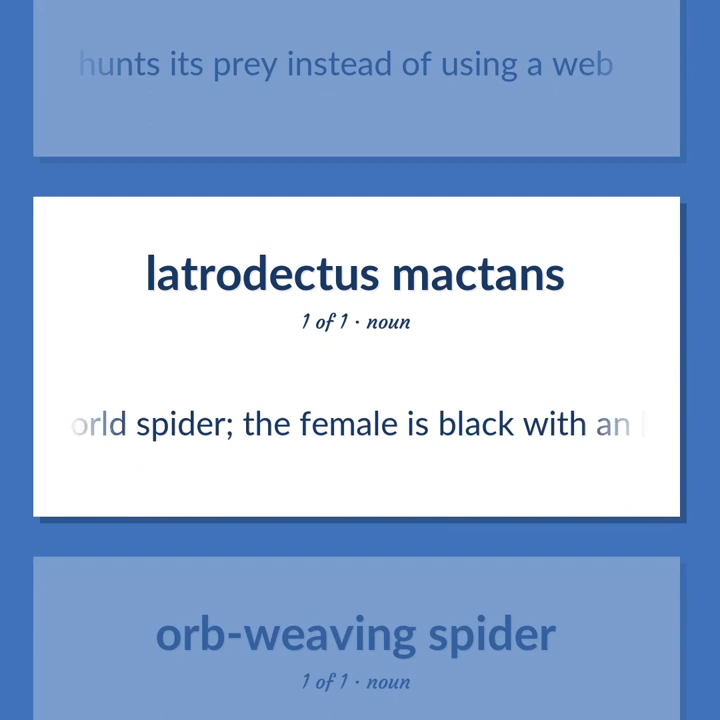 hunts its prey instead of using a web
latrodectus mactans
1 of 1 · noun
orld spider; the female is black with an
orb-weaving spider
1 of 1 · noun